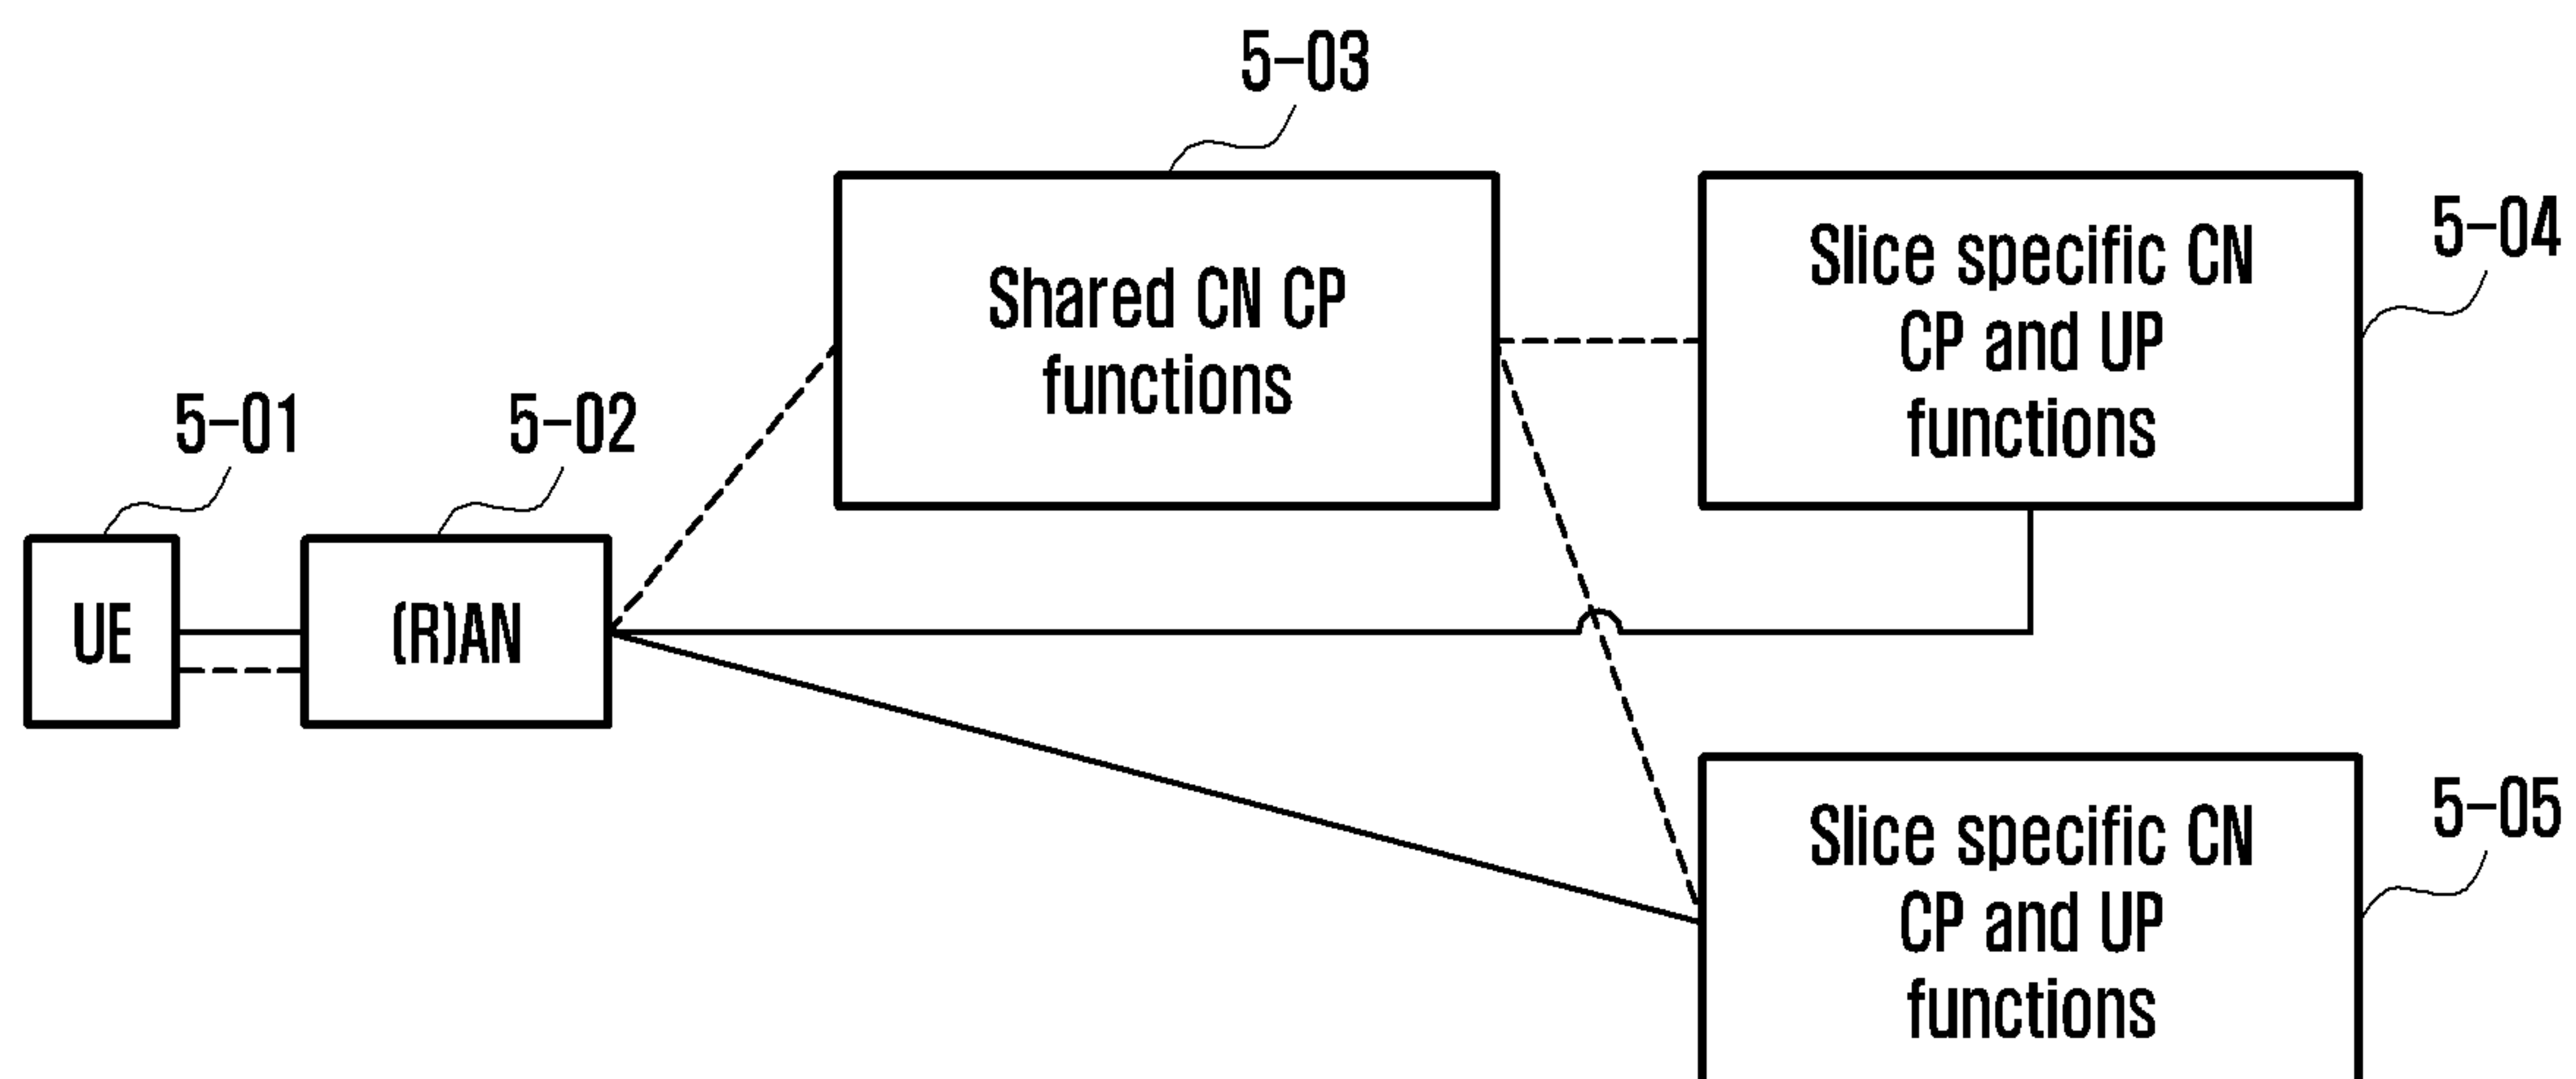 5-03
Shared CN CP
functions
Slice specific CN
CP and UP
functions
5-04
5-01
5-02
UE
(R)AN
Slice specific CN
CP and UP
functions
5-05